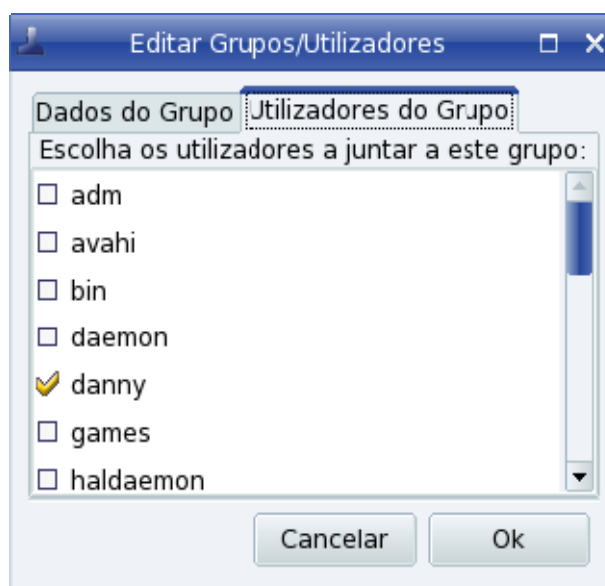 Editar Grupos/Utilizadores
Dados do Grupo Utilizadores do Grupo
Escolha os utilizadores a juntar a este grupo:
adm
avahi
bin
daemon
danny
games
haldaemon
Cancelar Ok